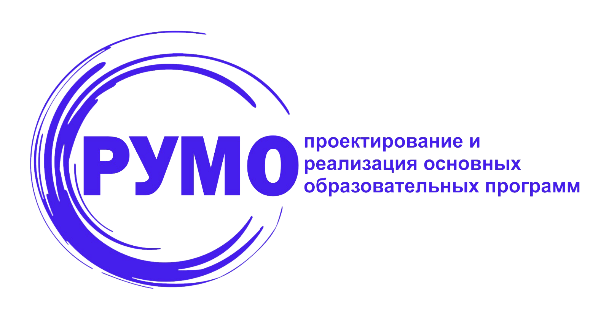 РУМО
проектирование и
реализация основных
образовательных программ